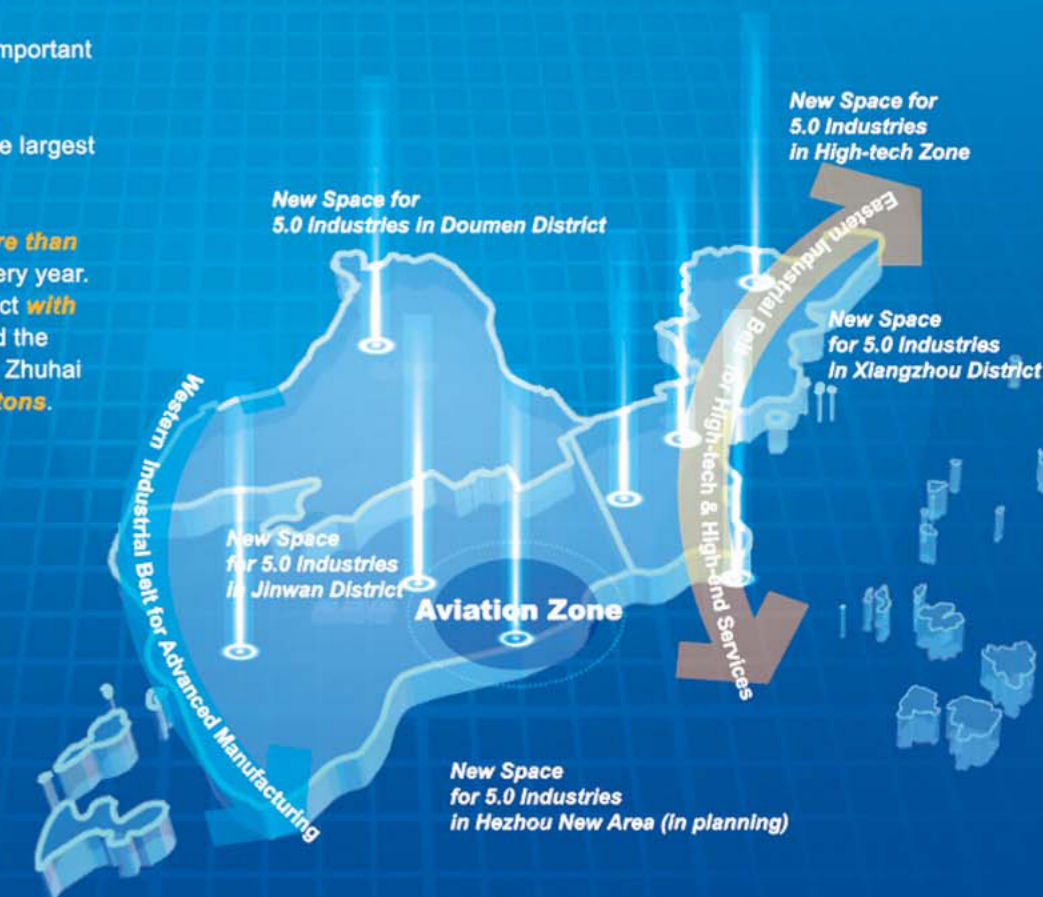 mportant
e largest
re than
ery year.
ct with
d the
Zhuhai
tons.
New Space for
5.0 Industries
in High-tech Zone
New Space for
5.0 Industries in Doumen District
Eastern Industrial Belt for High-tech & High-end Services
New Space
for 5.0 Industries
in Xiangzhou District
Western Industrial Belt for Advanced Manufacturing
New Space
for 5.0 Industries
in Jinwan District
Aviation Zone
New Space
for 5.0 Industries
in Hezhou New Area (in planning)